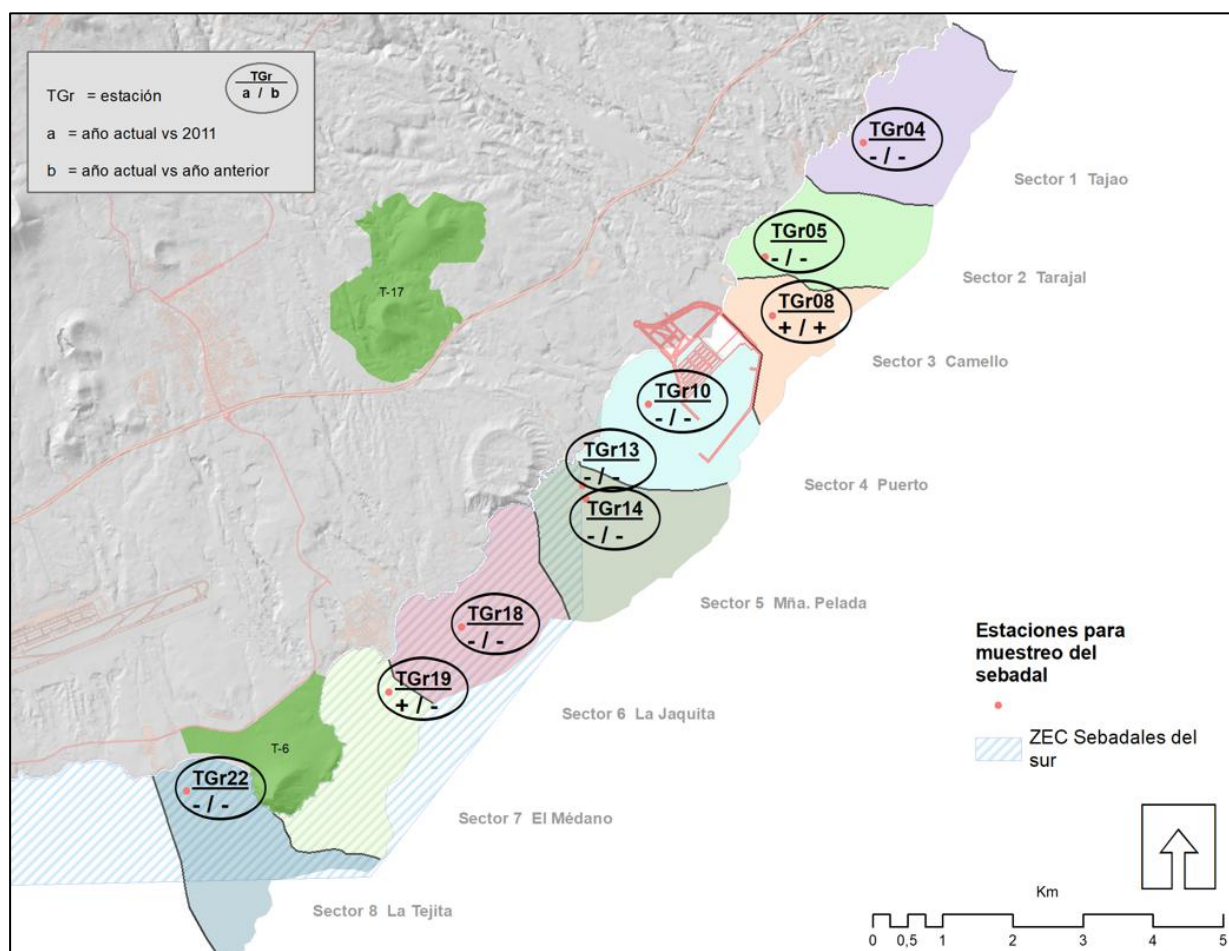 TGr
a / b
TGr = estación
a = año actual vs 2011
b = año actual vs año anterior
TGr04
- / -
Sector 1 Tajao
TGr05
- / -
Sector 2 Tarajal
T-17
TGr08
+ / +
Sector 3 Camello
TGr10
- / -
TGr13
- / -
Sector 4 Puerto
TGr14
- / -
Sector 5 Mña. Pelada
TGr18
- / -
Estaciones para
muestreo del
sebadal
TGr19
+ / -
Sector 6 La Jaquita
ZEC Sebadales del
sur
T-6
TGr22
- / -
Sector 7 El Médano
Sector 8 La Tejita
Km
0 0,5 1 2 3 4 5